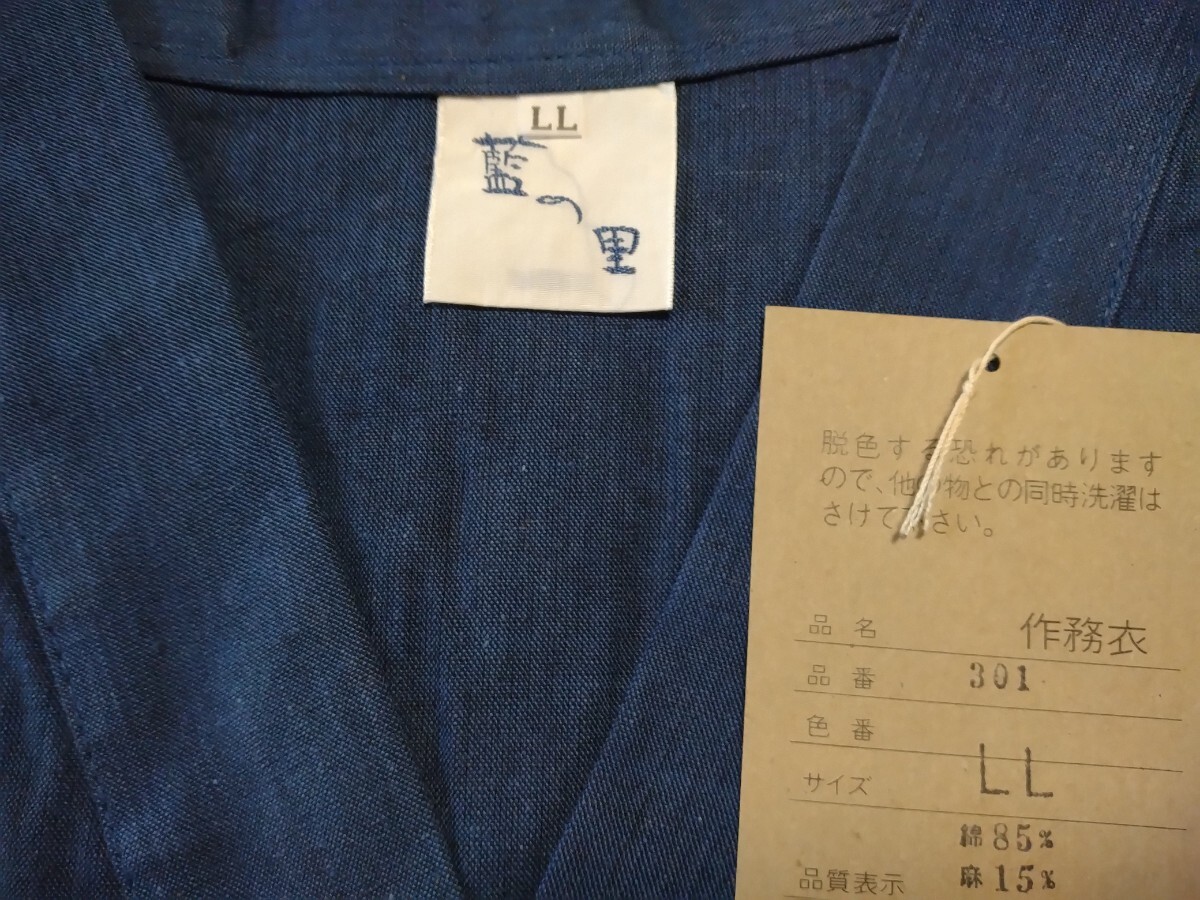 LL
藍の里
脱色する恐れがあります
ので、他の物との同時洗濯は
さけて下さい。
品名 作務衣
品番 301
色番
サイズ LL
綿85%
品質表示 麻15%